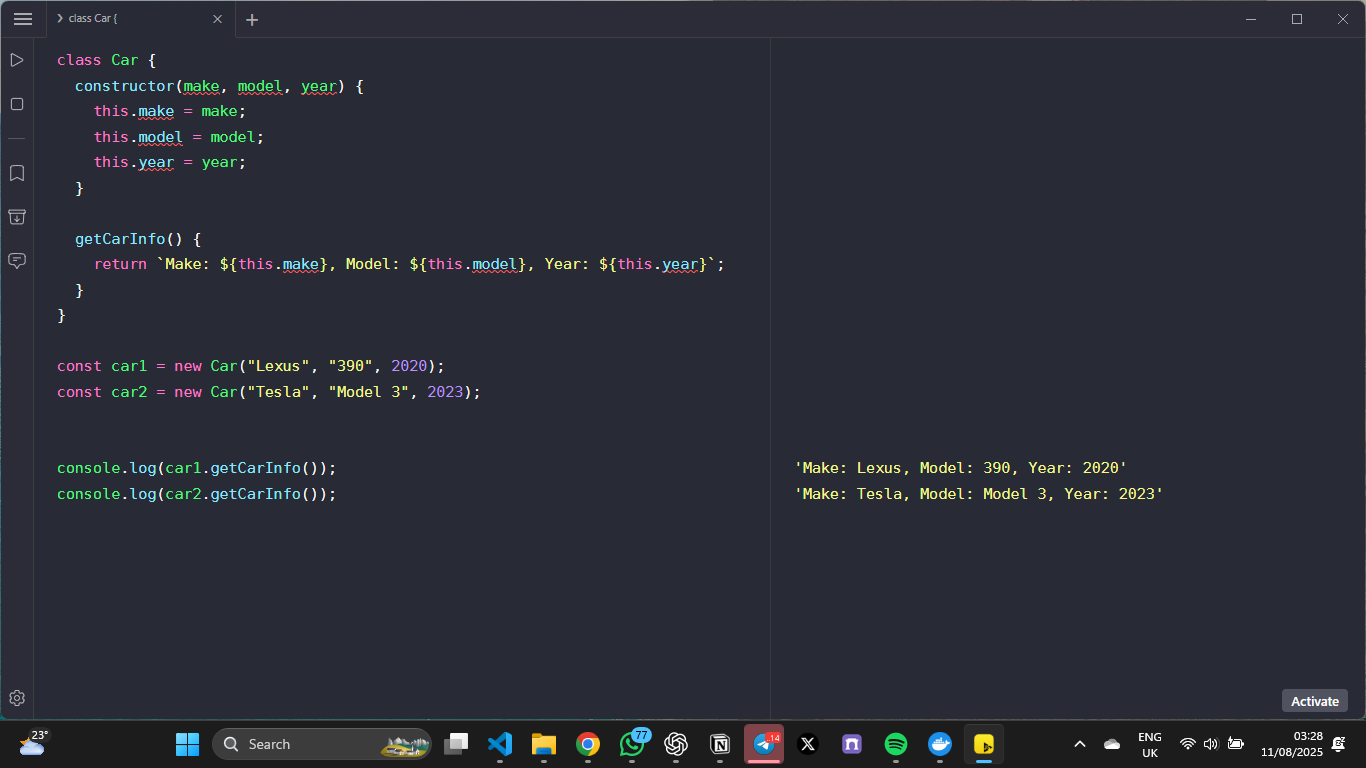 class Car {
class Car {
  constructor(make, model, year) {
    this.make = make;
    this.model = model;
    this.year = year;
  }
  getCarInfo() {
    return `Make: ${this.make}, Model: ${this.model}, Year: ${this.year}`;
  }
}
const car1 = new Car("Lexus", "390", 2020);
const car2 = new Car("Tesla", "Model 3", 2023);
console.log(car1.getCarInfo());
console.log(car2.getCarInfo());
'Make: Lexus, Model: 390, Year: 2020'
'Make: Tesla, Model: Model 3, Year: 2023'
Activate
23°
Search
77
14
ENG
UK
03:28
11/08/2025